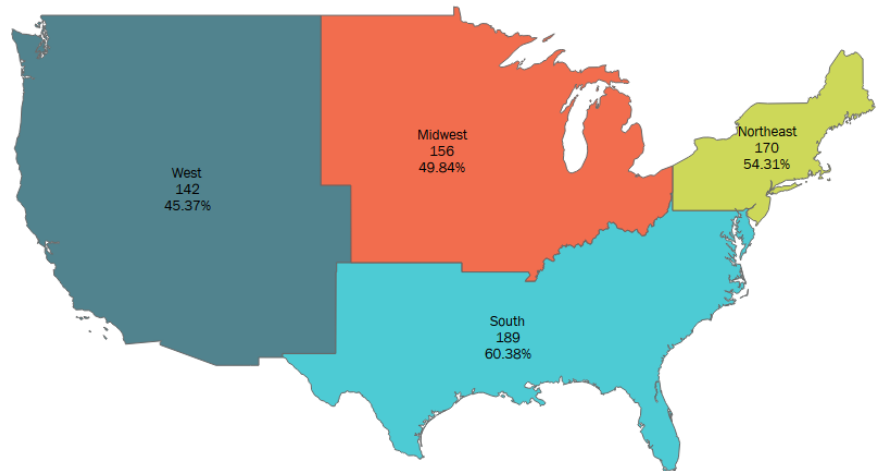 West
142
45.37%
Midwest
156
49.84%
Northeast
170
54.31%
South
189
60.38%